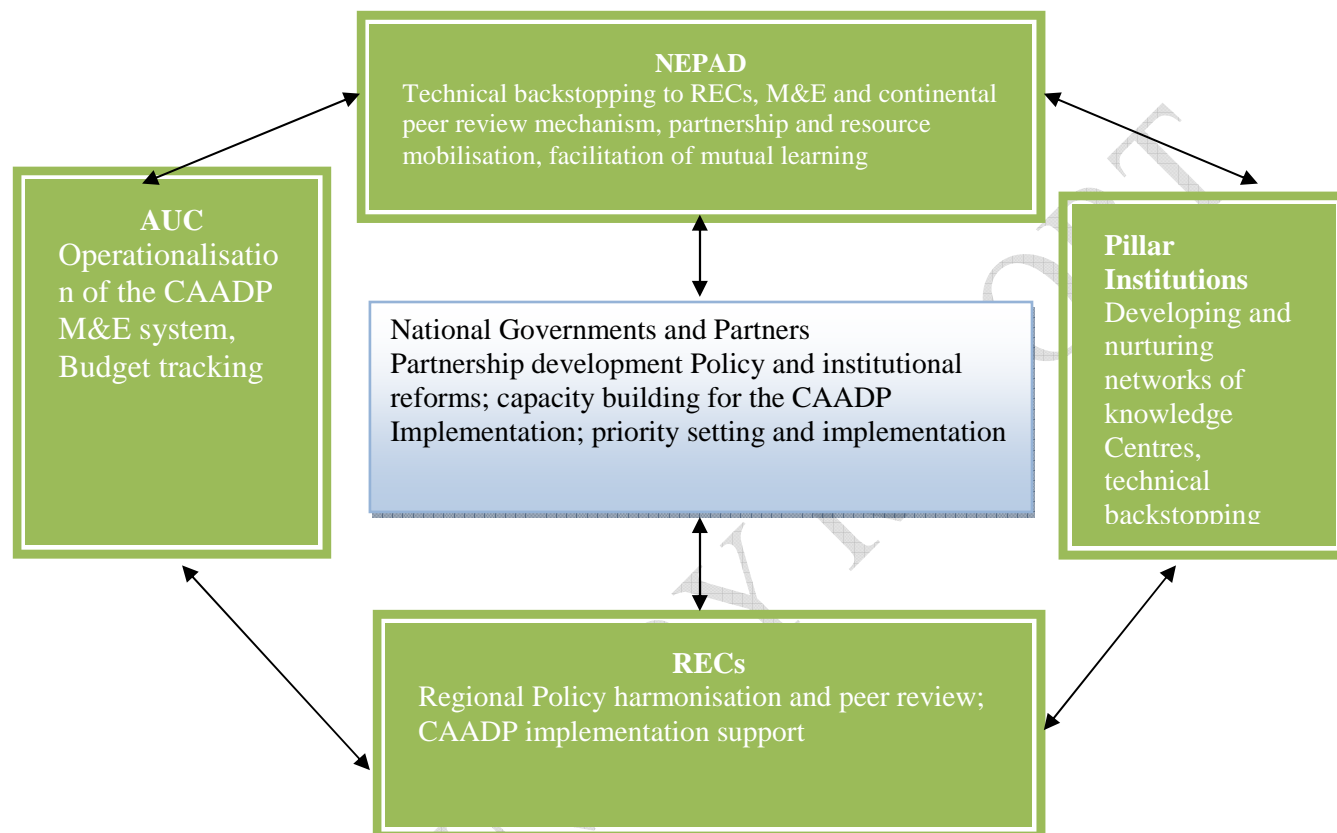 NEPAD
Technical backstopping to RECs, M&E and continental
peer review mechanism, partnership and resource
mobilisation, facilitation of mutual learning
AUC
Operationalisatio
n of the CAADP
M&E system,
Budget tracking
National Governments and Partners
Partnership development Policy and institutional
reforms; capacity building for the CAADP
Implementation; priority setting and implementation
Pillar
Institutions
Developing and
nurturing
networks of
knowledge
Centres,
technical
backstopping
RECs
Regional Policy harmonisation and peer review;
CAADP implementation support